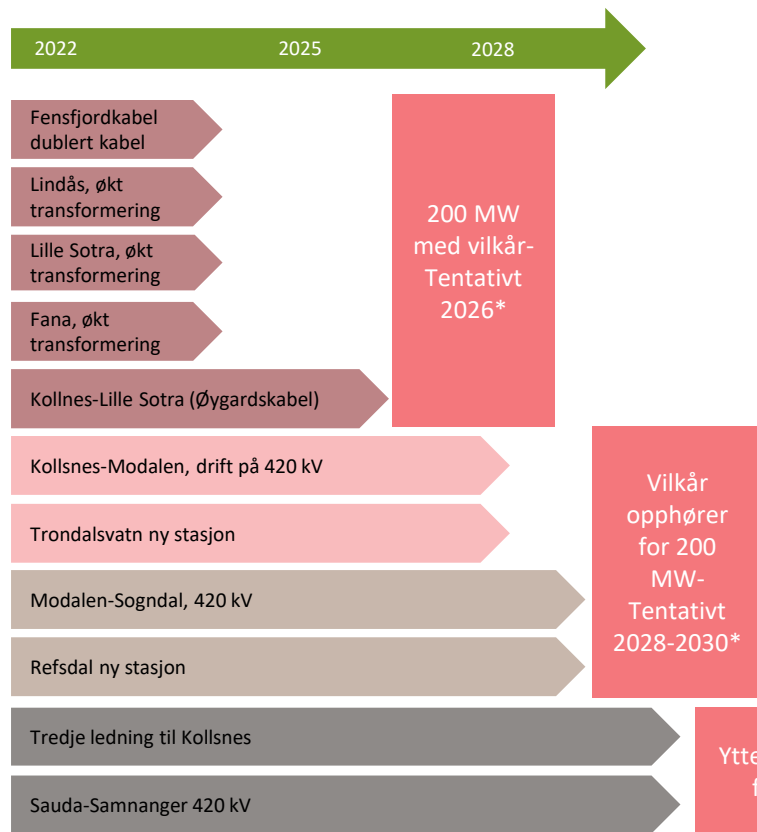 2022 2025 2028
Fensfjordkabel
dublert kabel
Lindås, økt
transformering
Lille Sotra, økt
transformering
Fana, økt
transformering
Kollnes-Lille Sotra (Øygardskabel)
200 MW
med vilkår-
Tentativt
2026*
Kollsnes-Modalen, drift på 420 kV
Trondalsvatn ny stasjon
Modalen-Sogndal, 420 kV
Refsdal ny stasjon
Vilkår
opphører
for 200
MW-
Tentativt
2028-2030*
Tredje ledning til Kollsnes
Sauda-Samnanger 420 kV